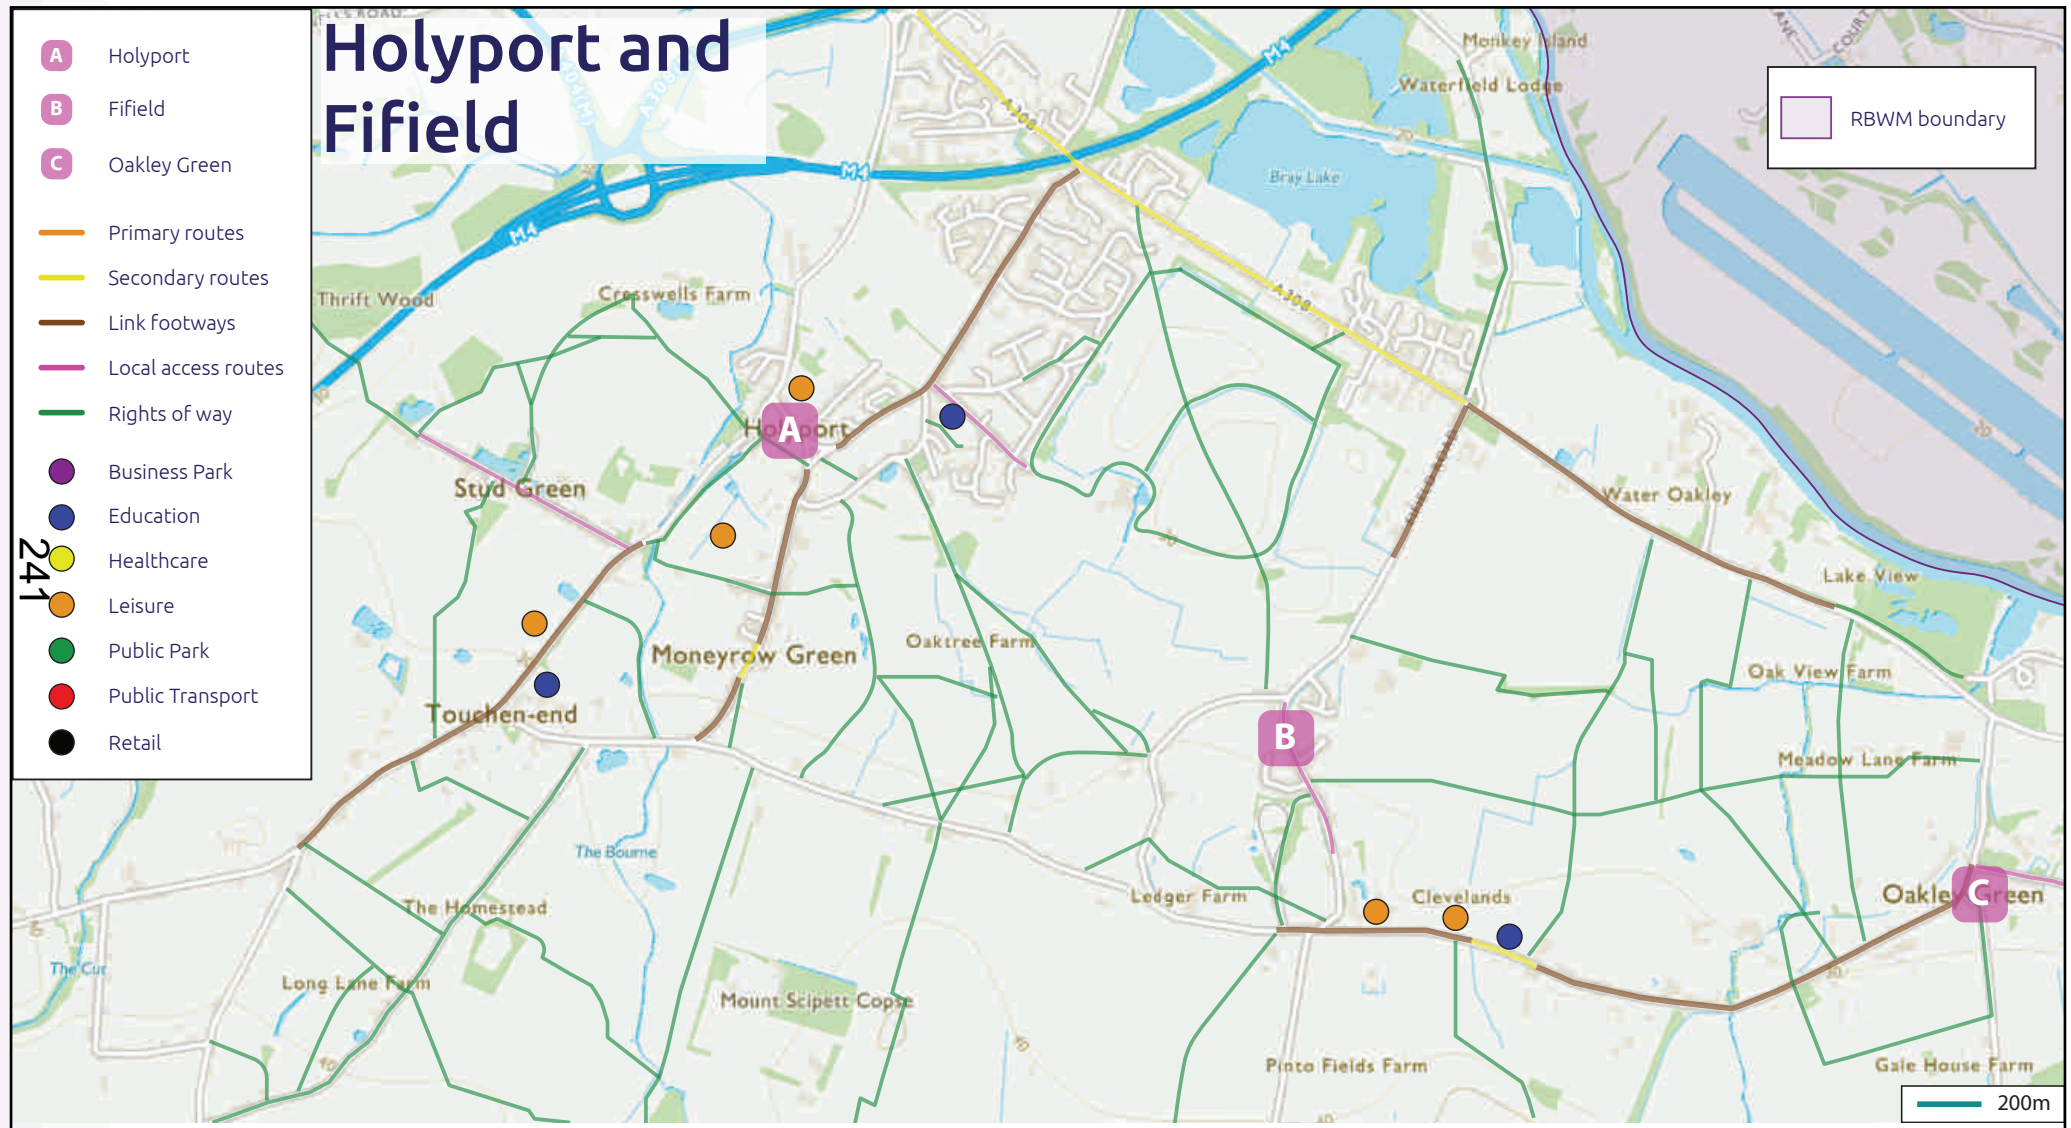 Holyport and
Fifield
A Holyport
B Fifield
C Oakley Green
Primary routes
Secondary routes
Link footways
Local access routes
Rights of way
Business Park
Education
Healthcare
Leisure
Public Park
Public Transport
Retail
241
RBWM boundary
Monkey Island
Waterfield Lodge
M4
A308
M4
Bray Lake
M4
Thrift Wood
Cresswells Farm
A308
A
Holyport
Stud Green
Water Oakley
Lake View
Oaktree Farm
Moneyrow Green
Oak View Farm
Touchen-end
B
Meadow Lane Farm
The Bourne
Ledger Farm
Clevelands
Oakley Green
C
The Homestead
The Cut
Long Lane Farm
Mount Scipett Copse
Pinto Fields Farm
Gale House Farm
200m